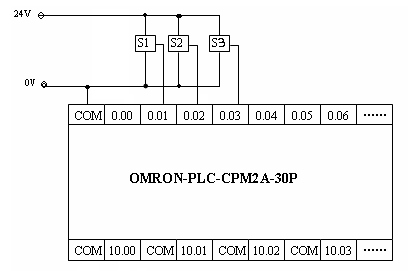 24V
S1 S2 S3
0V
COM 0.00 0.01 0.02 0.03 0.04 0.05 0.06 ······
OMRON-PLC-CPM2A-30P
COM 10.00 COM 10.01 COM 10.02 COM 10.03 ······